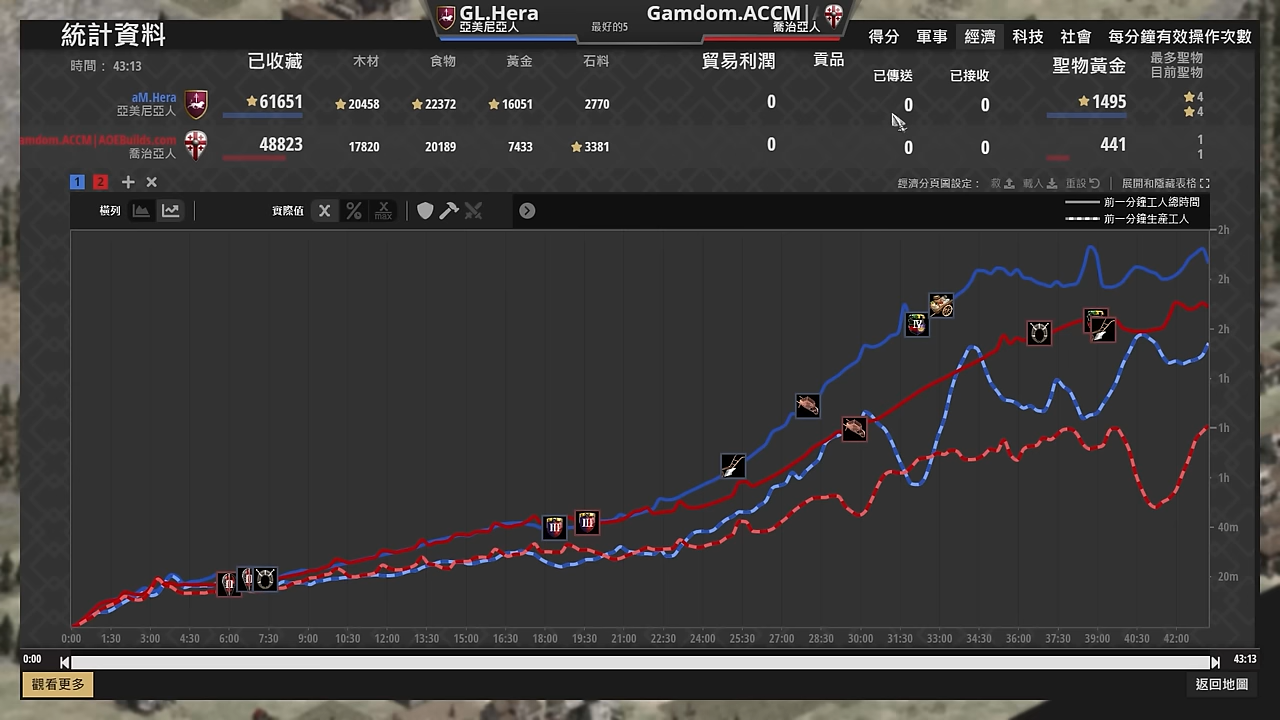 GL.Hera
亞美尼亞人
最好的5
Gamdom.ACCM|
喬治亞人
統計資料
時間： 43:13
得分 軍事 經濟 科技 社會 每分鐘有效操作次數
已收藏 木材 食物 黃金 石料 貿易利潤 貢品 已傳送 已接收 聖物黃金 最多聖物
目前聖物
aM.Hera
亞美尼亞人
61651 20458 22372 16051 2770 0 0 0 1495 4
4
amdom.ACCM|AOEBuilds.com
喬治亞人
48823 17820 20189 7433 3381 0 0 0 441 1
1
1 2
經濟分頁圖設定： 載入 重設 展開和隱藏表格
橫列 實際值 X % X
max
前一分鐘工人總時間
前一分鐘生產工人
2h
2h
2h
1h
1h
1h
40m
20m
IV
III III
II
0:00 1:30 3:00 4:30 6:00 7:30 9:00 10:30 12:00 13:30 15:00 16:30 18:00 19:30 21:00 22:30 24:00 25:30 27:00 28:30 30:00 31:30 33:00 34:30 36:00 37:30 39:00 40:30 42:00
0:00 43:13
觀看更多 返回地圖